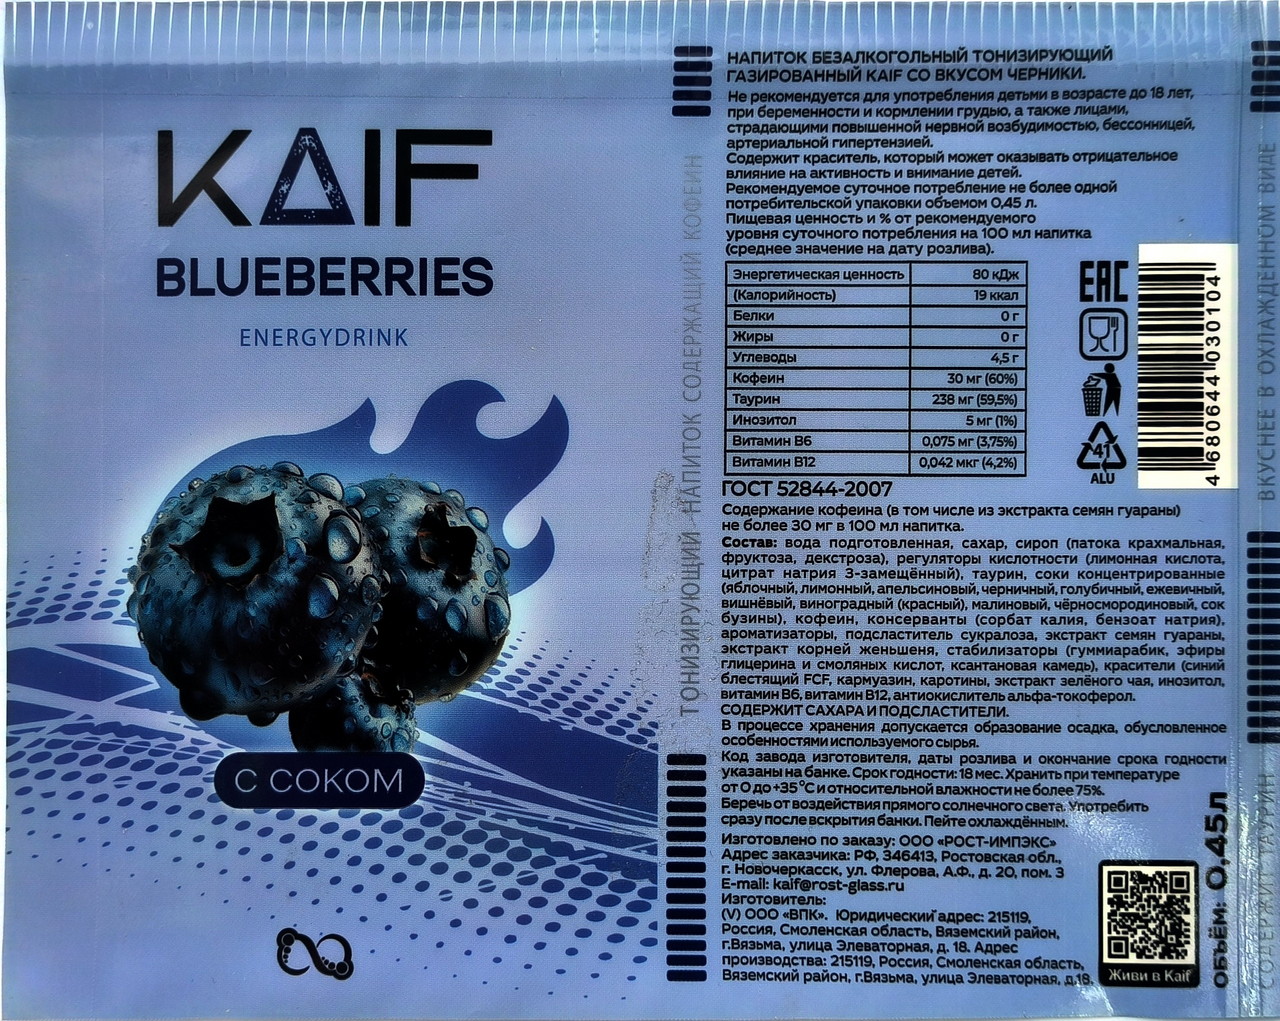 KAIF
BLUEBERRIES
ENERGYDRINK
С СОКОМ
ТОНИЗИРУЮЩИЙ НАПИТОК СОДЕРЖАЩИЙ КОФЕИН
НАПИТОК БЕЗАЛКОГОЛЬНЫЙ ТОНИЗИРУЮЩИЙ
ГАЗИРОВАННЫЙ KAIF СО ВКУСОМ ЧЕРНИКИ.
Не рекомендуется для употребления детьми в возрасте до 18 лет,
при беременности и кормлении грудью, а также лицами,
страдающими повышенной нервной возбудимостью, бессонницей,
артериальной гипертензией.
Содержит краситель, который может оказывать отрицательное
влияние на активность и внимание детей.
Рекомендуемое суточное потребление не более одной
потребительской упаковки объемом 0,45 л.
Пищевая ценность и % от рекомендуемого
уровня суточного потребления на 100 мл напитка
(среднее значение на дату розлива).
Энергетическая ценность 80 кДж
(Калорийность) 19 ккал
Белки 0 г
Жиры 0 г
Углеводы 4,5 г
Кофеин 30 мг (60%)
Таурин 238 мг (59,5%)
Инозитол 5 мг (1%)
Витамин В6 0,075 мг (3,75%)
Витамин В12 0,042 мкг (4,2%)
EAC
41
ALU
4 680644 030104
ГОСТ 52844-2007
Содержание кофеина (в том числе из экстракта семян гуараны)
не более 30 мг в 100 мл напитка.
Состав: вода подготовленная, сахар, сироп (патока крахмальная,
фруктоза, декстроза), регуляторы кислотности (лимонная кислота,
цитрат натрия 3-замещённый), таурин, соки концентрированные
(яблочный, лимонный, апельсиновый, черничный, голубичный, ежевичный,
вишнёвый, виноградный (красный), малиновый, чёрносмородиновый, сок
бузины), кофеин, консерванты (сорбат калия, бензоат натрия),
ароматизаторы, подсластитель сукралоза, экстракт семян гуараны,
экстракт корней женьшеня, стабилизаторы (гуммиарабик, эфиры
глицерина и смоляных кислот, ксантановая камедь), красители (синий
блестящий FCF, кармуазин, каротины, экстракт зелёного чая, инозитол,
витамин В6, витамин В12, антиокислитель альфа-токоферол.
СОДЕРЖИТ САХАРА И ПОДСЛАСТИТЕЛИ.
В процессе хранения допускается образование осадка, обусловленное
особенностями используемого сырья.
Код завода изготовителя, даты розлива и окончание срока годности
указаны на банке. Срок годности: 18 мес. Хранить при температуре
от 0 до +35 °С и относительной влажности не более 75%.
Беречь от воздействия прямого солнечного света. Употребить
сразу после вскрытия банки. Пейте охлаждённым.
Изготовлено по заказу: ООО «РОСТ-ИМПЭКС»
Адрес заказчика: РФ, 346413, Ростовская обл.,
г. Новочеркасск, ул. Флерова, А.Ф., д. 20, пом. 3
E-mail: kaif@rost-glass.ru
Изготовитель:
(V) ООО «ВПК». Юридический адрес: 215119,
Россия, Смоленская область, Вяземский район,
г.Вязьма, улица Элеваторная, д. 18. Адрес
производства: 215119, Россия, Смоленская область,
Вяземский район, г.Вязьма, улица Элеваторная, д.18.
Живи в Kaif
ОБЪЁМ: 0.45л
СОДЕРЖИТ ТАУРИН
ВКУСНЕЕ В ОХЛАЖДЁННОМ ВИДЕ